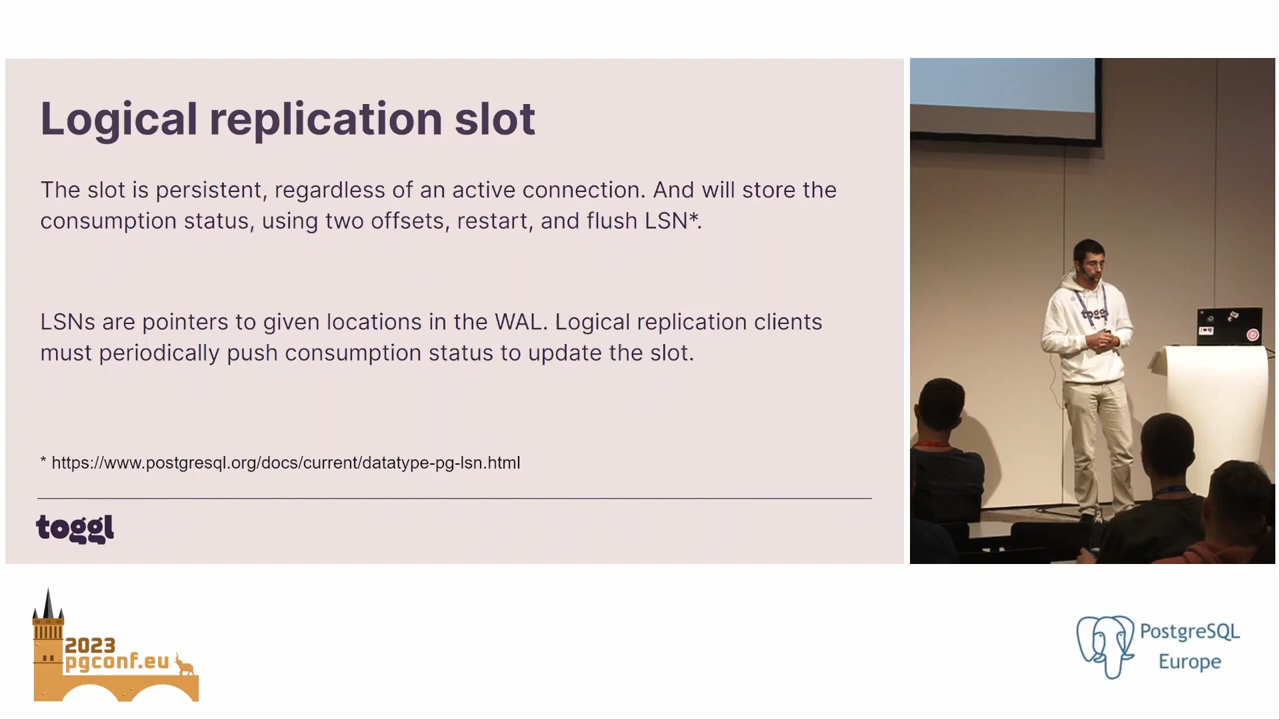 Logical replication slot
The slot is persistent, regardless of an active connection. And will store the
consumption status, using two offsets, restart, and flush LSN*.
LSNs are pointers to given locations in the WAL. Logical replication clients
must periodically push consumption status to update the slot.
* https://www.postgresql.org/docs/current/datatype-pg-lsn.html
toggl
toggl
2023
pgconf.eu
PostgreSQL
Europe